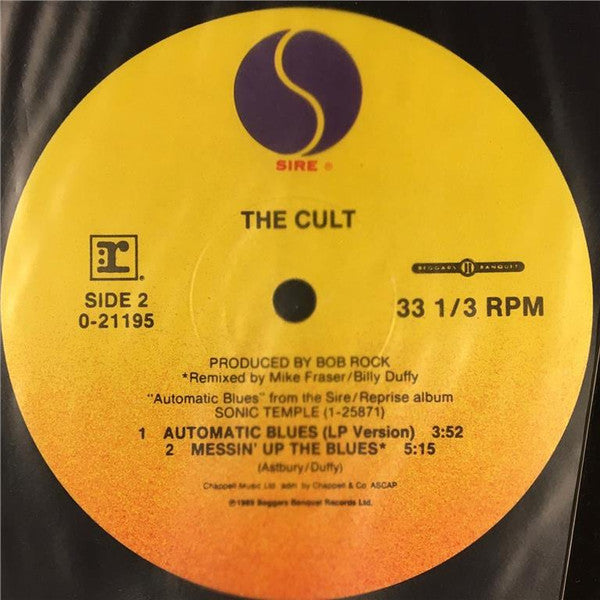 SIRE ®
THE CULT
r ®
BEGGARS BANQUET
SIDE 2
33 1/3 RPM
0-21195
PRODUCED BY BOB ROCK
*Remixed by Mike Fraser/Billy Duffy
"Automatic Blues" from the Sire/Reprise album
SONIC TEMPLE (1-25871)
1 AUTOMATIC BLUES (LP Version) 3:52
2 MESSIN' UP THE BLUES* 5:15
(Astbury/Duffy)
Chappell Music Ltd. adm. by Chappell & Co. ASCAP
℗1989 Beggars Banquet Records Ltd.